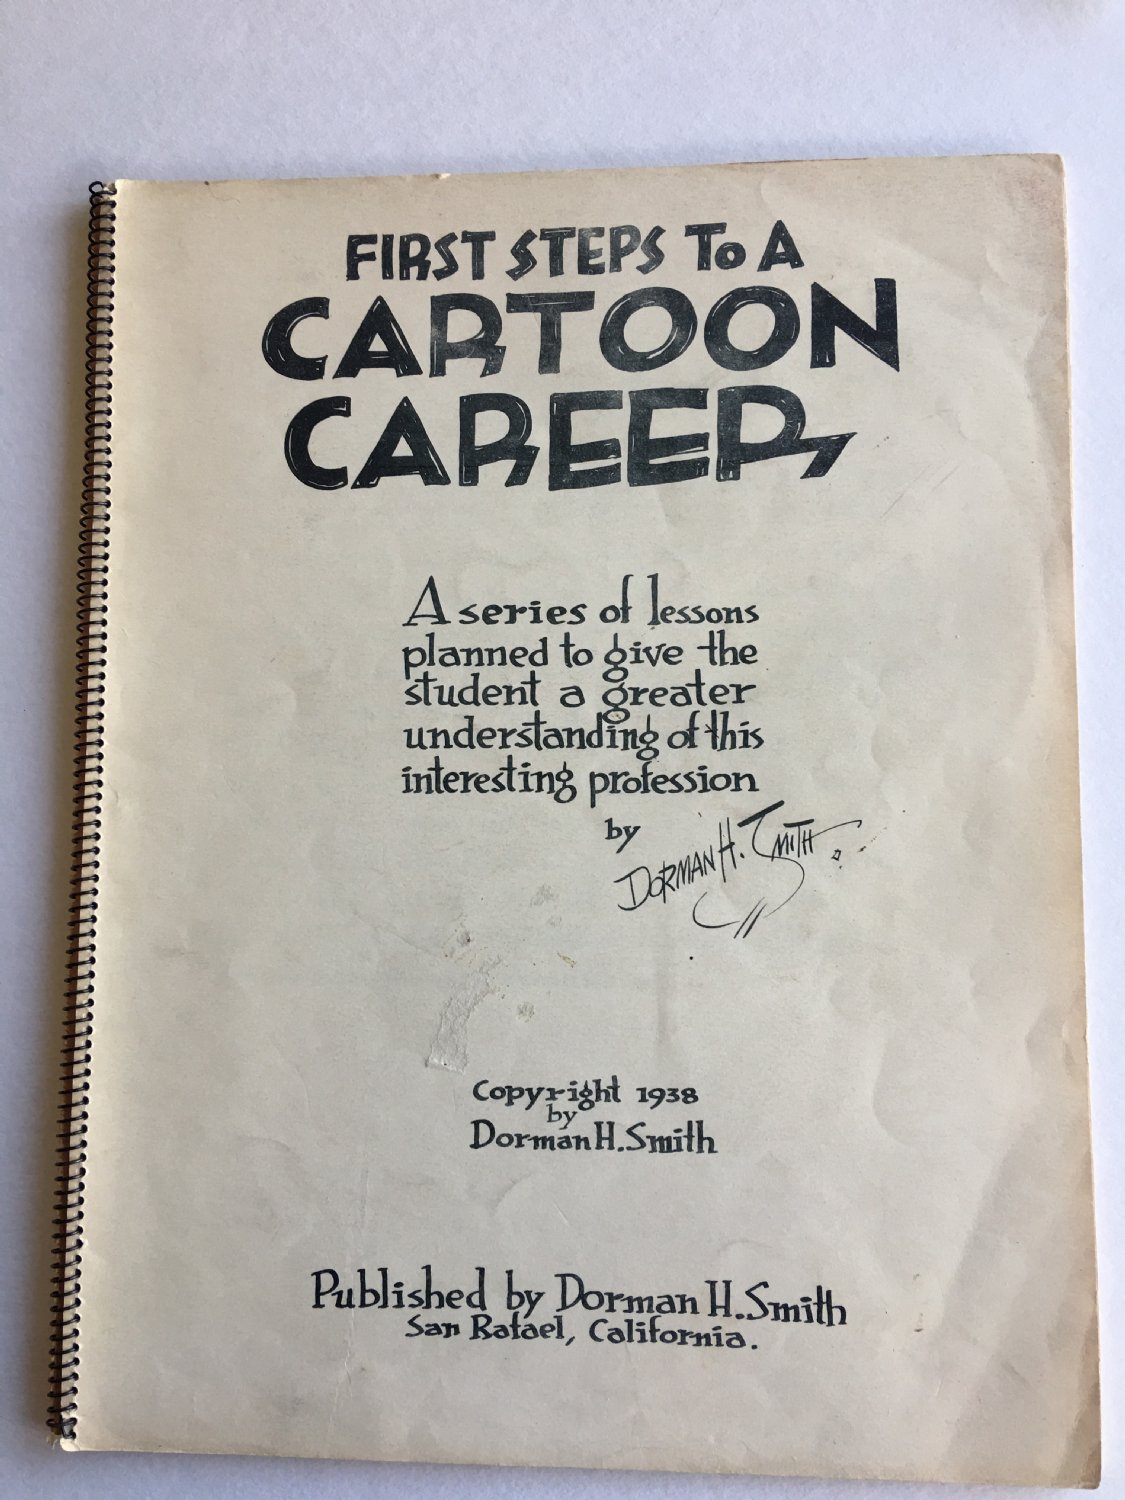 FIRST STEPS To A
CARTOON
CAREER
A series of lessons
planned to give the
student a greater
understanding of this
interesting profession
by
DORMAN H. SMITH
Copyright 1938
by
Dorman H. Smith
Published by Dorman H. Smith
San Rafael, California.